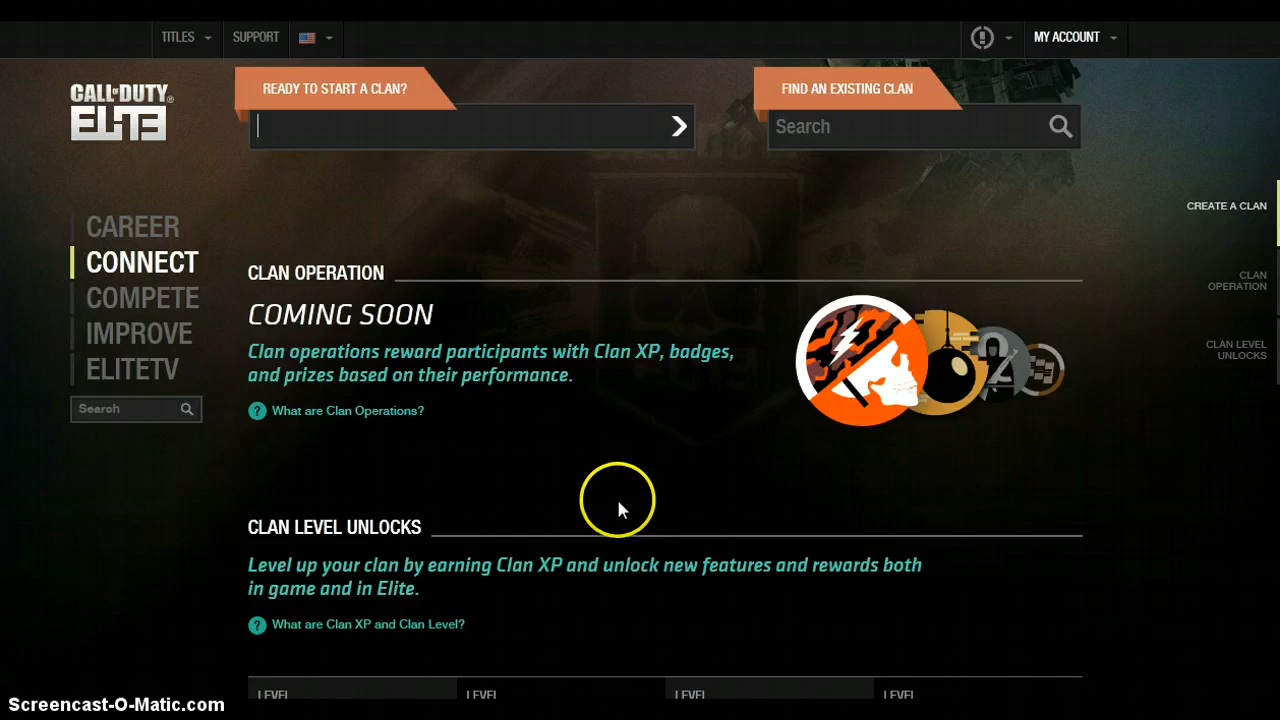 TITLES
SUPPORT
MY ACCOUNT
CALL OF DUTY®
ELITE
READY TO START A CLAN?
FIND AN EXISTING CLAN
Search
CREATE A CLAN
CAREER
CONNECT
COMPETE
IMPROVE
ELITETV
Search
CLAN OPERATION
COMING SOON
Clan operations reward participants with Clan XP, badges,
and prizes based on their performance.
? What are Clan Operations?
CLAN
OPERATION
CLAN LEVEL
UNLOCKS
CLAN LEVEL UNLOCKS
Level up your clan by earning Clan XP and unlock new features and rewards both
in game and in Elite.
? What are Clan XP and Clan Level?
LEVEL
LEVEL
LEVEL
LEVEL
Screencast-O-Matic.com